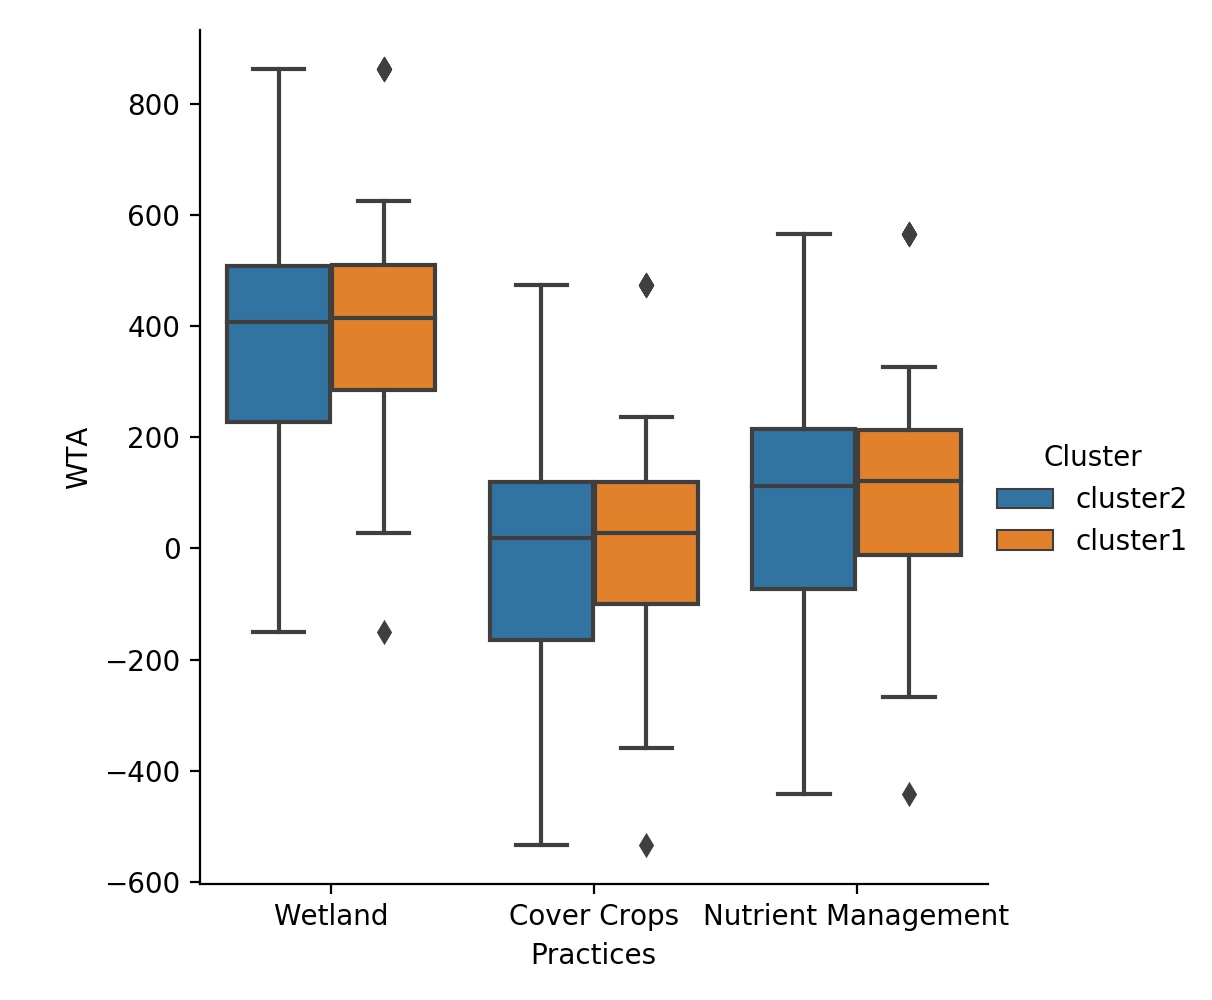 800
600
400
200
0
−200
−400
−600
WTA
Wetland
Cover Crops
Nutrient Management
Practices
Cluster
cluster2
cluster1